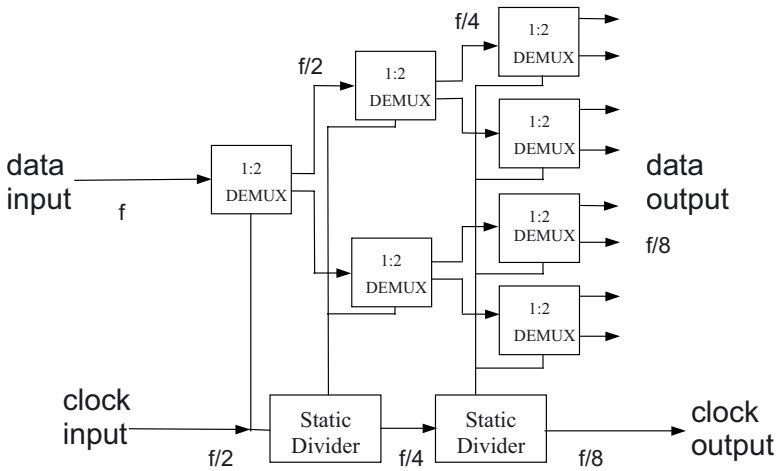 f/4
1:2
DEMUX
f/2
1:2
DEMUX
1:2
DEMUX
data
input
f
1:2
DEMUX
data
output
1:2
DEMUX
f/8
1:2
DEMUX
1:2
DEMUX
clock
input
f/2
Static
Divider
f/4
Static
Divider
f/8
clock
output